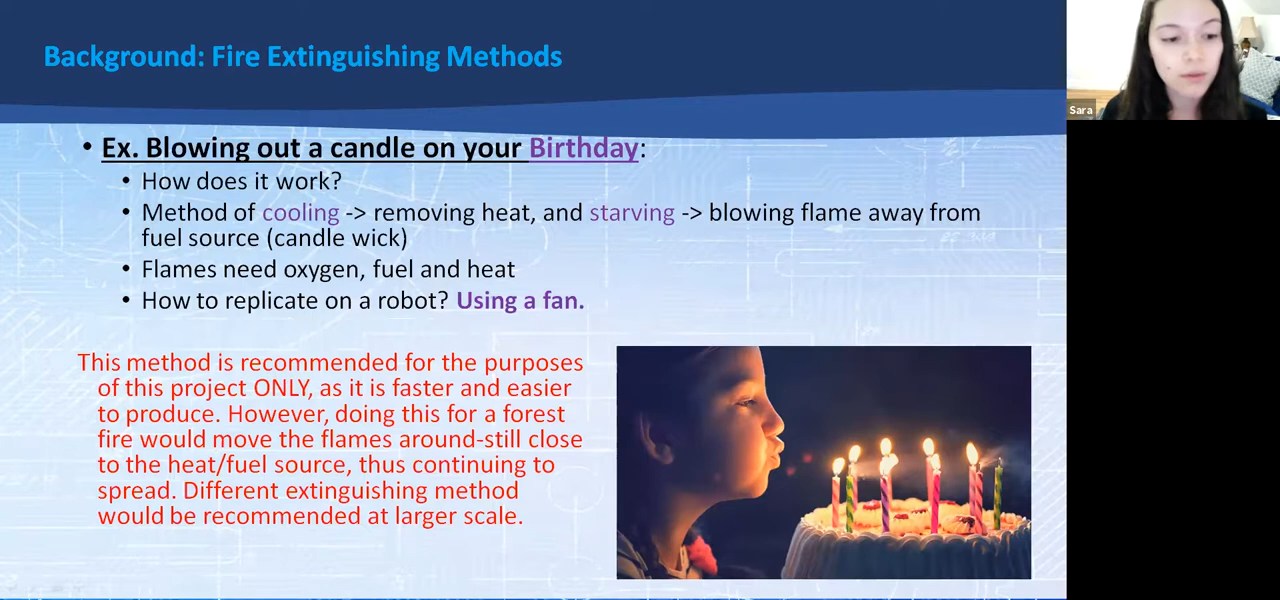 Background: Fire Extinguishing Methods
Sara
• Ex. Blowing out a candle on your Birthday:
• How does it work?
• Method of cooling -> removing heat, and starving -> blowing flame away from
fuel source (candle wick)
• Flames need oxygen, fuel and heat
• How to replicate on a robot? Using a fan.
This method is recommended for the purposes
of this project ONLY, as it is faster and easier
to produce. However, doing this for a forest
fire would move the flames around-still close
to the heat/fuel source, thus continuing to
spread. Different extinguishing method
would be recommended at larger scale.